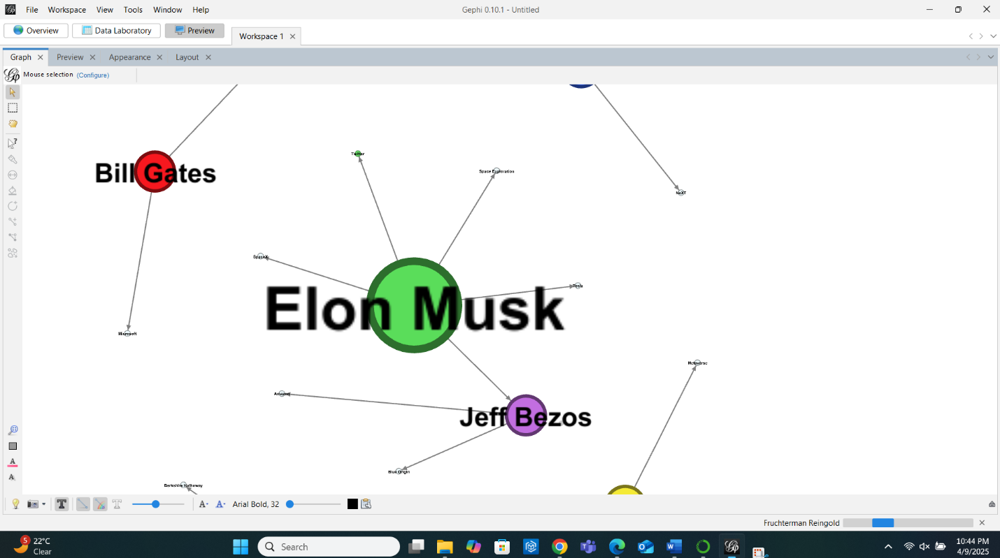 File Workspace View Tools Window Help
Gephi 0.10.1 - Untitled
Overview
Data Laboratory
Preview
Workspace 1
Graph
Preview
Appearance
Layout
Mouse selection
(Configure)
Twitter
Bill Gates
Space Exploration
NeXT
SpaceX
Tesla
Elon Musk
Microsoft
Metaverse
Amazon
Jeff Bezos
Blue Origin
Berkshire Hathaway
Arial Bold, 32
Fruchterman Reingold
5
22°C
Clear
Search
10:44 PM
4/9/2025